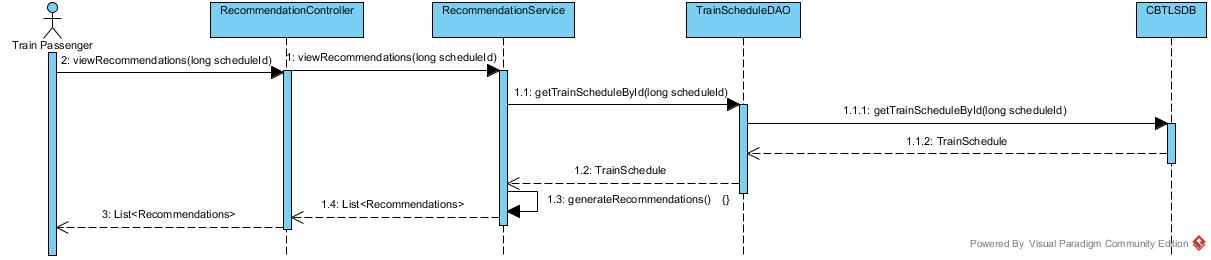 RecommendationController
RecommendationService
TrainScheduleDAO
CBTLSDB
Train Passenger
2: viewRecommendations(long scheduleId)
1: viewRecommendations(long scheduleId)
1.1: getTrainScheduleById(long scheduleId)
1.1.1: getTrainScheduleById(long scheduleId)
1.1.2: TrainSchedule
1.2: TrainSchedule
1.3: generateRecommendations() {}
1.4: List<Recommendations>
3: List<Recommendations>
Powered By Visual Paradigm Community Edition